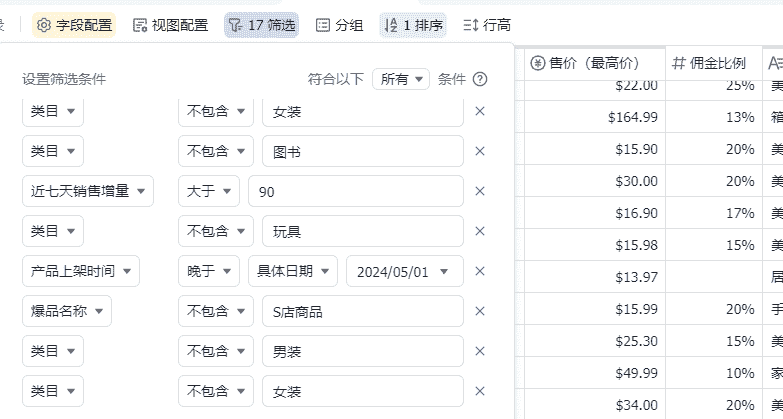 字段配置 视图配置 17 筛选 分组 1 排序 行高
设置筛选条件 符合以下 所有 条件
类目 不包含 女装
类目 不包含 图书
近七天销售增量 大于 90
类目 不包含 玩具
产品上架时间 晚于 具体日期 2024/05/01
爆品名称 不包含 S店商品
类目 不包含 男装
类目 不包含 女装
售价（最高价） 佣金比例
$22.00 25% 美
$164.99 13% 箱
$15.90 20% 美
$30.00 20% 美
$16.90 17% 美
$15.98 15% 美
$13.97 居
$15.99 20% 手
$25.30 15% 美
$49.99 10% 家
$34.00 20% 美